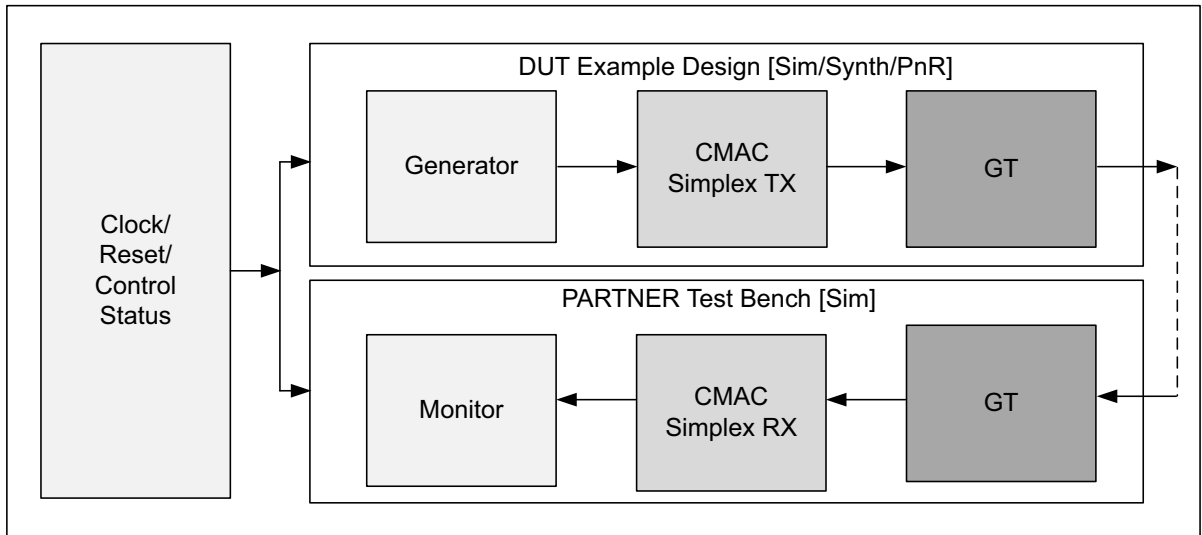 Clock/
Reset/
Control
Status
DUT Example Design [Sim/Synth/PnR]
Generator
CMAC
Simplex TX
GT
PARTNER Test Bench [Sim]
Monitor
CMAC
Simplex RX
GT